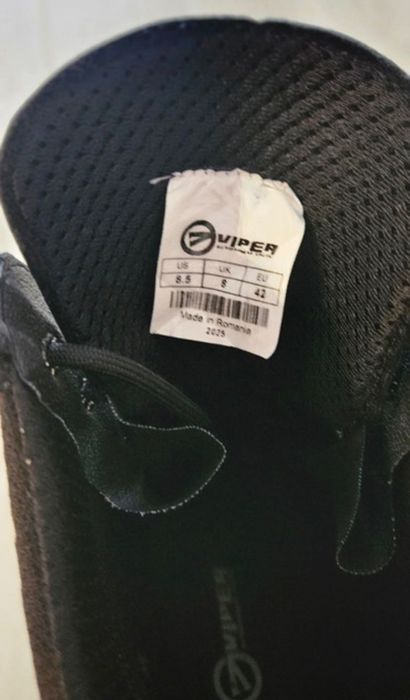 VIPER
US UK EU
8.5 8 42
Made in Romania
2025
VIPER